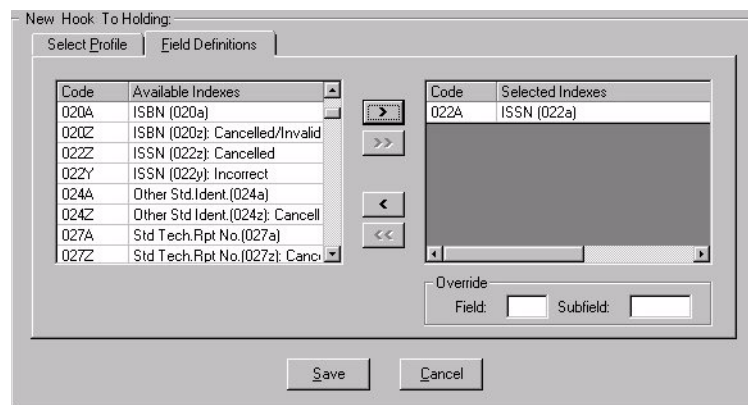 New Hook To Holding:
Select Profile Field Definitions
Code Available Indexes
020A ISBN (020a)
020Z ISBN (020z): Cancelled/Invalid
022Z ISSN (022z): Cancelled
022Y ISSN (022y): Incorrect
024A Other Std.Ident.(024a)
024Z Other Std Ident.(024z): Cancell
027A Std Tech.Rpt No.(027a)
027Z Std Tech.Rpt No.(027z): Canc
>
>>
<
<<
Code Selected Indexes
022A ISSN (022a)
Override
Field: Subfield:
Save Cancel